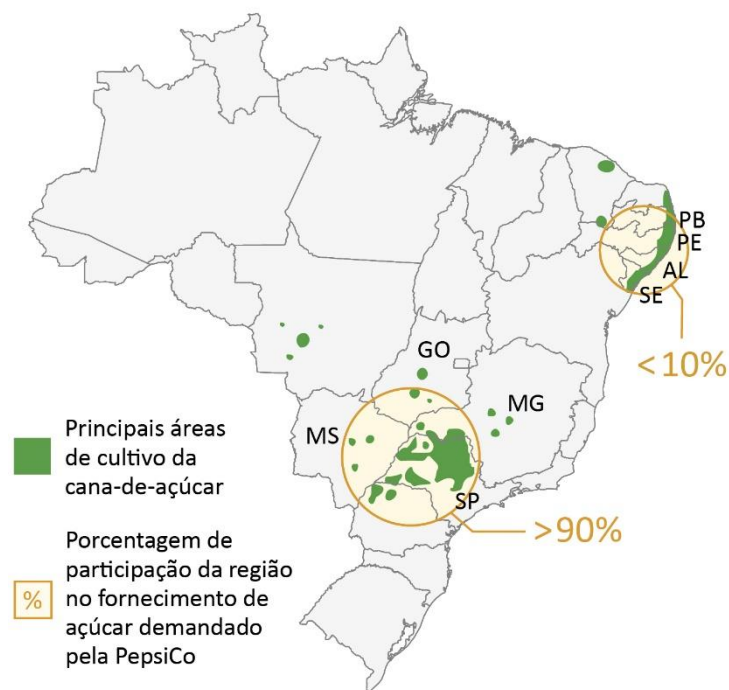 PB
PE
AL
SE
<10%
GO
MG
MS
SP
>90%
Principais áreas
de cultivo da
cana-de-açúcar
%
Porcentagem de
participação da região
no fornecimento de
açúcar demandado
pela PepsiCo